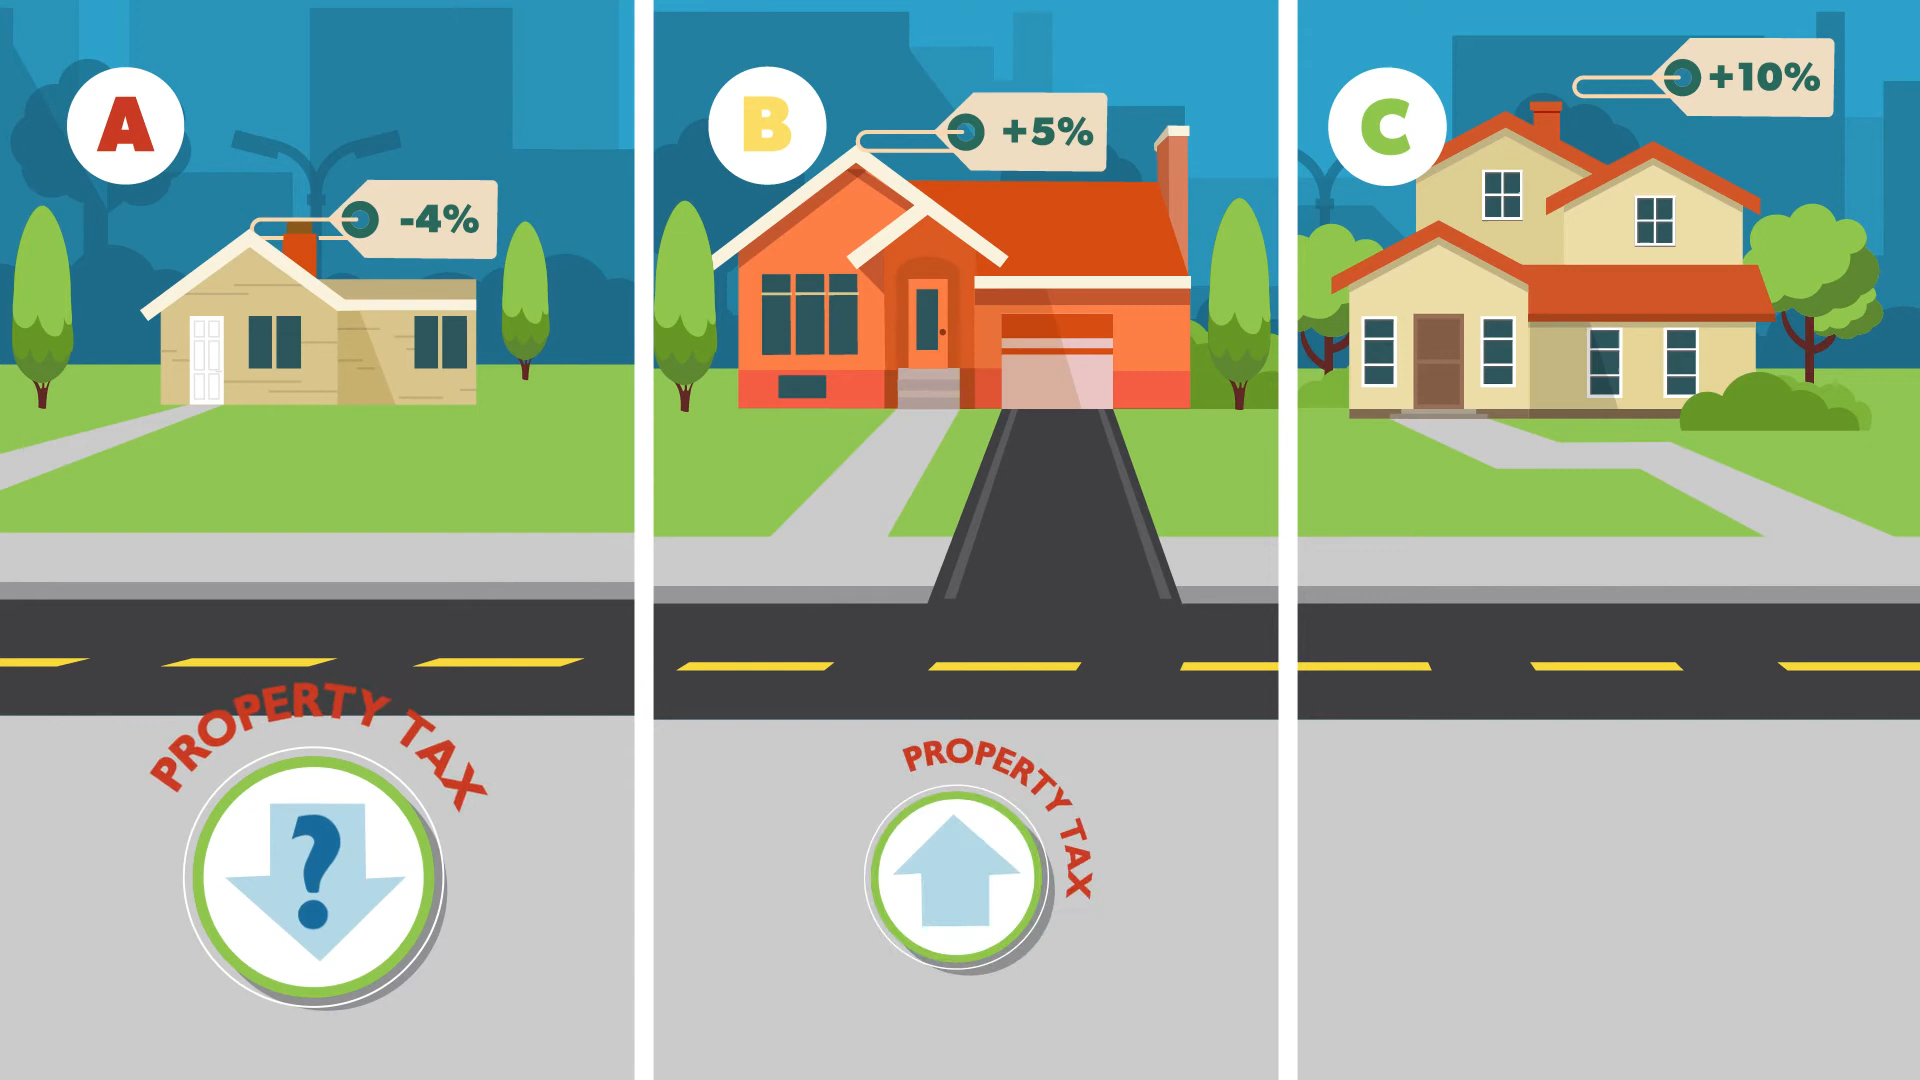 A
-4%
PROPERTY TAX
?
B
+5%
PROPERTY TAX
C
+10%